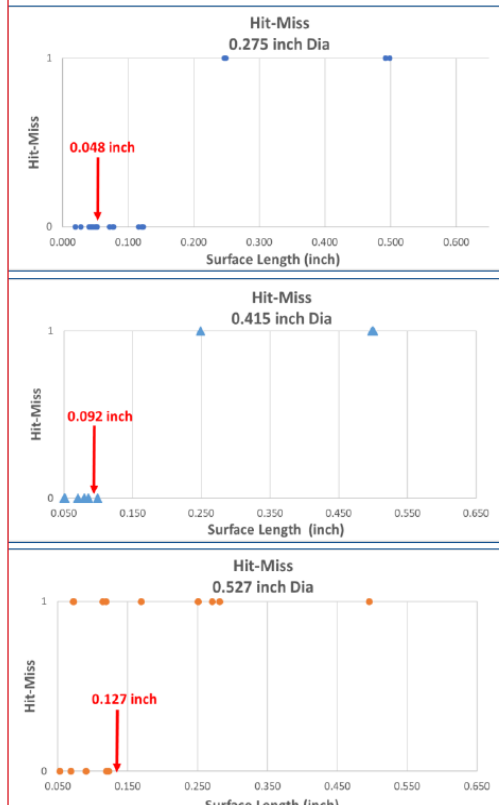 Hit-Miss
0.275 inch Dia
1
0.048 inch
Hit-Miss
0
0.000 0.100 0.200 0.300 0.400 0.500 0.600
Surface Length (inch)
Hit-Miss
0.415 inch Dia
1
0.092 inch
Hit-Miss
0
0.050 0.150 0.250 0.350 0.450 0.550 0.650
Surface Length (inch)
Hit-Miss
0.527 inch Dia
1
0.127 inch
Hit-Miss
0
0.050 0.150 0.250 0.350 0.450 0.550 0.650
Surface Length (inch)